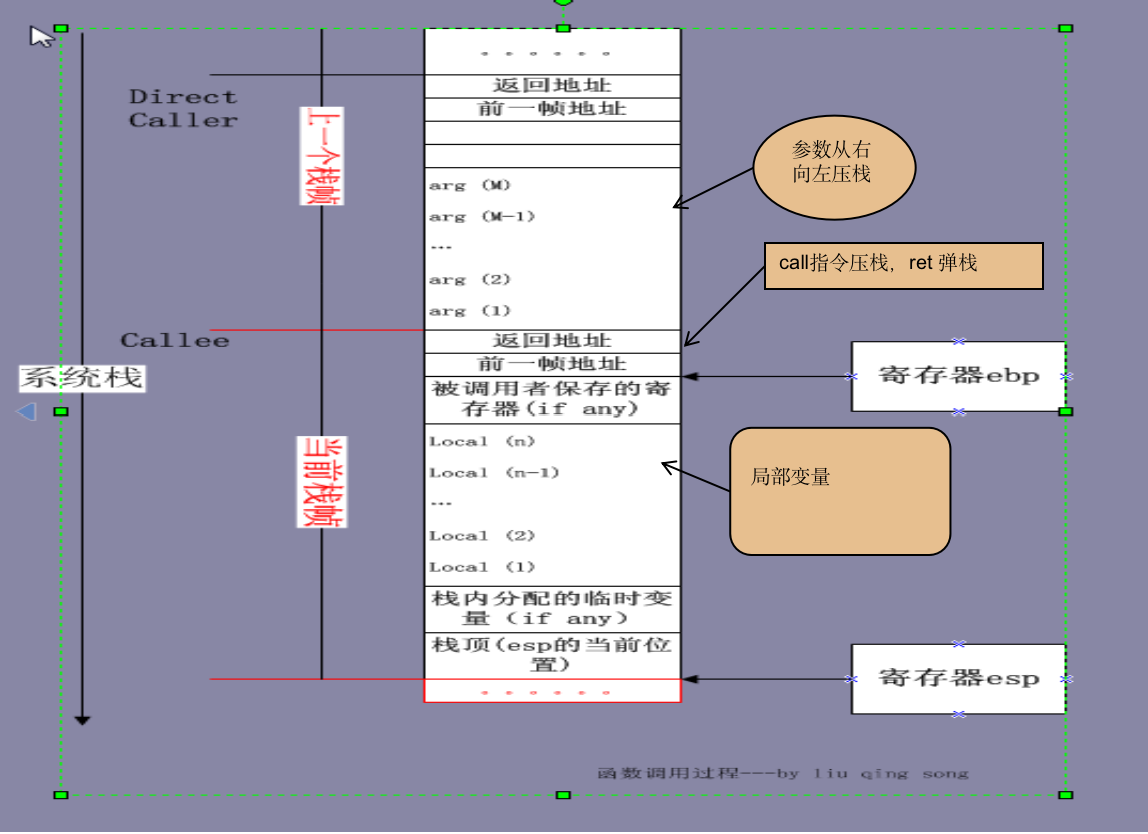 。。。。。。
返回地址
前一帧地址
Direct
Caller
上一个栈帧
参数从右
向左压栈
arg (M)
arg (M-1)
...
arg (2)
arg (1)
call指令压栈，ret 弹栈
Callee
返回地址
前一帧地址
寄存器ebp
系统栈
被调用者保存的寄
存器(if any)
当前栈帧
Local (n)
Local (n-1)
...
Local (2)
Local (1)
局部变量
栈内分配的临时变
量（if any）
栈顶(esp的当前位
置)
寄存器esp
。。。。。。
函数调用过程---by liu qing song